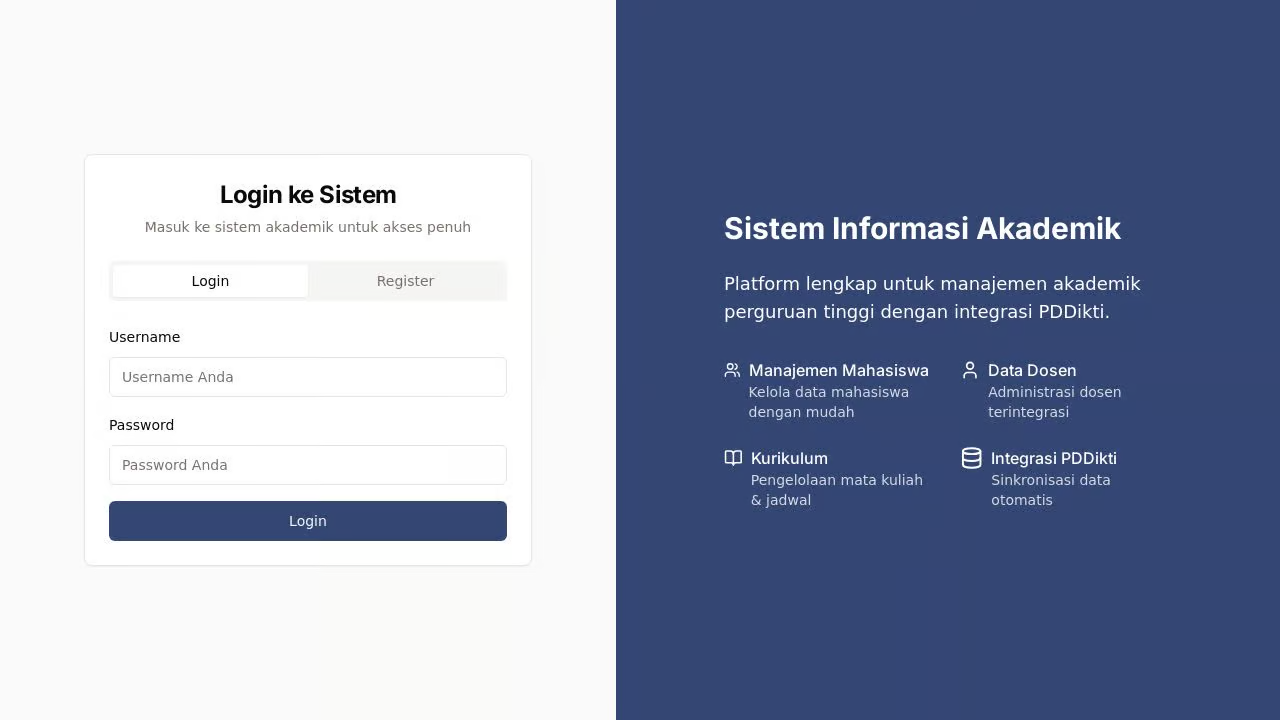 Login ke Sistem
Masuk ke sistem akademik untuk akses penuh
Login
Register
Username
Username Anda
Password
Password Anda
Login
Sistem Informasi Akademik
Platform lengkap untuk manajemen akademik
perguruan tinggi dengan integrasi PDDikti.
Manajemen Mahasiswa
Kelola data mahasiswa
dengan mudah
Data Dosen
Administrasi dosen
terintegrasi
Kurikulum
Pengelolaan mata kuliah
& jadwal
Integrasi PDDikti
Sinkronisasi data
otomatis